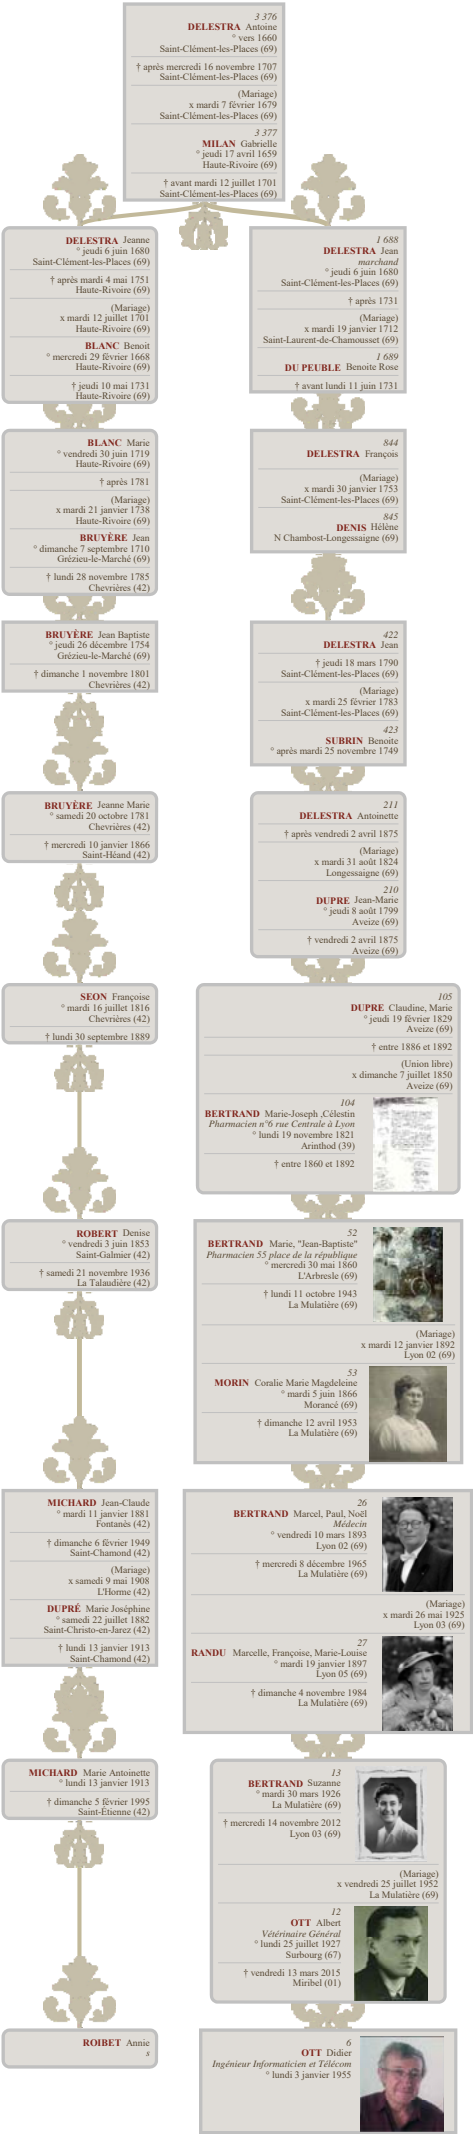 3 376
DELESTRA Antoine
° vers 1660
Saint-Clément-les-Places (69)
† après mercredi 16 novembre 1707
Saint-Clément-les-Places (69)
(Mariage)
x mardi 7 février 1679
Saint-Clément-les-Places (69)
3 377
MILAN Gabrielle
° jeudi 17 avril 1659
Haute-Rivoire (69)
† avant mardi 12 juillet 1701
Saint-Clément-les-Places (69)
DELESTRA Jeanne
° jeudi 6 juin 1680
Saint-Clément-les-Places (69)
† après mardi 4 mai 1751
Haute-Rivoire (69)
(Mariage)
x mardi 12 juillet 1701
Haute-Rivoire (69)
BLANC Benoit
° mercredi 29 février 1668
Haute-Rivoire (69)
† jeudi 10 mai 1731
Haute-Rivoire (69)
1 688
DELESTRA Jean
marchand
° jeudi 6 juin 1680
Saint-Clément-les-Places (69)
† après 1731
(Mariage)
x mardi 19 janvier 1712
Saint-Laurent-de-Chamousset (69)
1 689
DU PEUBLE Benoite Rose
† avant lundi 11 juin 1731
BLANC Marie
° vendredi 30 juin 1719
Haute-Rivoire (69)
† après 1781
(Mariage)
x mardi 21 janvier 1738
Haute-Rivoire (69)
BRUYÈRE Jean
° dimanche 7 septembre 1710
Grézieu-le-Marché (69)
† lundi 28 novembre 1785
Chevrières (42)
844
DELESTRA François
(Mariage)
x mardi 30 janvier 1753
Saint-Clément-les-Places (69)
845
DENIS Hélène
N Chambost-Longessaigne (69)
BRUYÈRE Jean Baptiste
° jeudi 26 décembre 1754
Grézieu-le-Marché (69)
† dimanche 1 novembre 1801
Chevrières (42)
422
DELESTRA Jean
† jeudi 18 mars 1790
Saint-Clément-les-Places (69)
(Mariage)
x mardi 25 février 1783
Saint-Clément-les-Places (69)
423
SUBRIN Benoite
° après mardi 25 novembre 1749
BRUYÈRE Jeanne Marie
° samedi 20 octobre 1781
Chevrières (42)
† mercredi 10 janvier 1866
Saint-Héand (42)
211
DELESTRA Antoinette
† après vendredi 2 avril 1875
(Mariage)
x mardi 31 août 1824
Longessaigne (69)
210
DUPRE Jean-Marie
° jeudi 8 août 1799
Aveize (69)
† vendredi 2 avril 1875
Aveize (69)
SEON Françoise
° mardi 16 juillet 1816
Chevrières (42)
† lundi 30 septembre 1889
105
DUPRE Claudine, Marie
° jeudi 19 février 1829
Aveize (69)
† entre 1886 et 1892
(Union libre)
x dimanche 7 juillet 1850
Aveize (69)
104
BERTRAND Marie-Joseph ,Célestin
Pharmacien n°6 rue Centrale à Lyon
° lundi 19 novembre 1821
Arinthod (39)
† entre 1860 et 1892
ROBERT Denise
° vendredi 3 juin 1853
Saint-Galmier (42)
† samedi 21 novembre 1936
La Talaudière (42)
52
BERTRAND Marie, "Jean-Baptiste"
Pharmacien 55 place de la république
° mercredi 30 mai 1860
L'Arbresle (69)
† lundi 11 octobre 1943
La Mulatière (69)
(Mariage)
x mardi 12 janvier 1892
Lyon 02 (69)
53
MORIN Coralie Marie Magdeleine
° mardi 5 juin 1866
Morancé (69)
† dimanche 12 avril 1953
La Mulatière (69)
MICHARD Jean-Claude
° mardi 11 janvier 1881
Fontanès (42)
† dimanche 6 février 1949
Saint-Chamond (42)
(Mariage)
x samedi 9 mai 1908
L'Horme (42)
DUPRÉ Marie Joséphine
° samedi 22 juillet 1882
Saint-Christo-en-Jarez (42)
† lundi 13 janvier 1913
Saint-Chamond (42)
26
BERTRAND Marcel, Paul, Noël
Médecin
° vendredi 10 mars 1893
Lyon 02 (69)
† mercredi 8 décembre 1965
La Mulatière (69)
(Mariage)
x mardi 26 mai 1925
Lyon 03 (69)
27
RANDU Marcelle, Françoise, Marie-Louise
° mardi 19 janvier 1897
Lyon 05 (69)
† dimanche 4 novembre 1984
La Mulatière (69)
MICHARD Marie Antoinette
° lundi 13 janvier 1913
† dimanche 5 février 1995
Saint-Étienne (42)
13
BERTRAND Suzanne
° mardi 30 mars 1926
La Mulatière (69)
† mercredi 14 novembre 2012
Lyon 03 (69)
(Mariage)
x vendredi 25 juillet 1952
La Mulatière (69)
12
OTT Albert
Vétérinaire Général
° lundi 25 juillet 1927
Surbourg (67)
† vendredi 13 mars 2015
Miribel (01)
ROIBET Annie
s
6
OTT Didier
Ingénieur Informaticien et Télécom
° lundi 3 janvier 1955